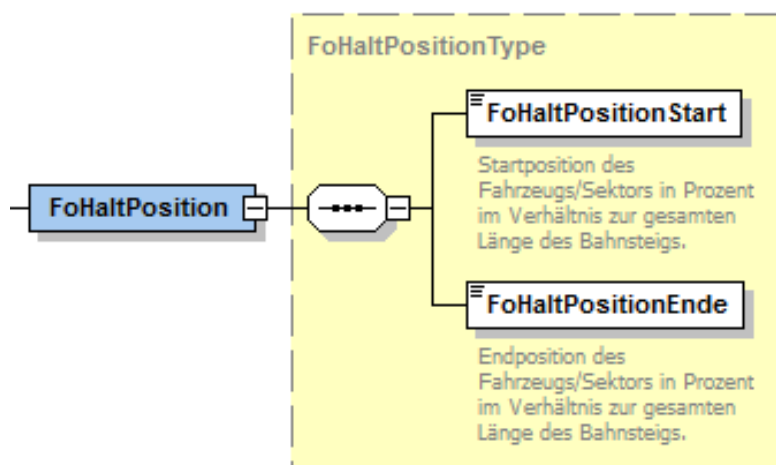 FoHaltPositionType
FoHaltPositionStart
Startposition des
Fahrzeugs/Sektors in Prozent
im Verhältnis zur gesamten
Länge des Bahnsteigs.
FoHaltPosition
FoHaltPositionEnde
Endposition des
Fahrzeugs/Sektors in Prozent
im Verhältnis zur gesamten
Länge des Bahnsteigs.